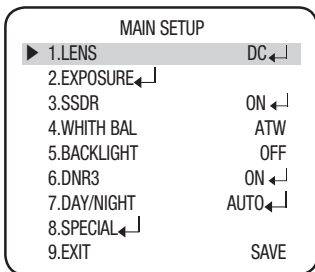 MAIN SETUP
▶ 1.LENS DC↵
2.EXPOSURE↵
3.SSDR ON ↵
4.WHITH BAL ATW
5.BACKLIGHT OFF
6.DNR3 ON ↵
7.DAY/NIGHT AUTO↵
8.SPECIAL↵
9.EXIT SAVE